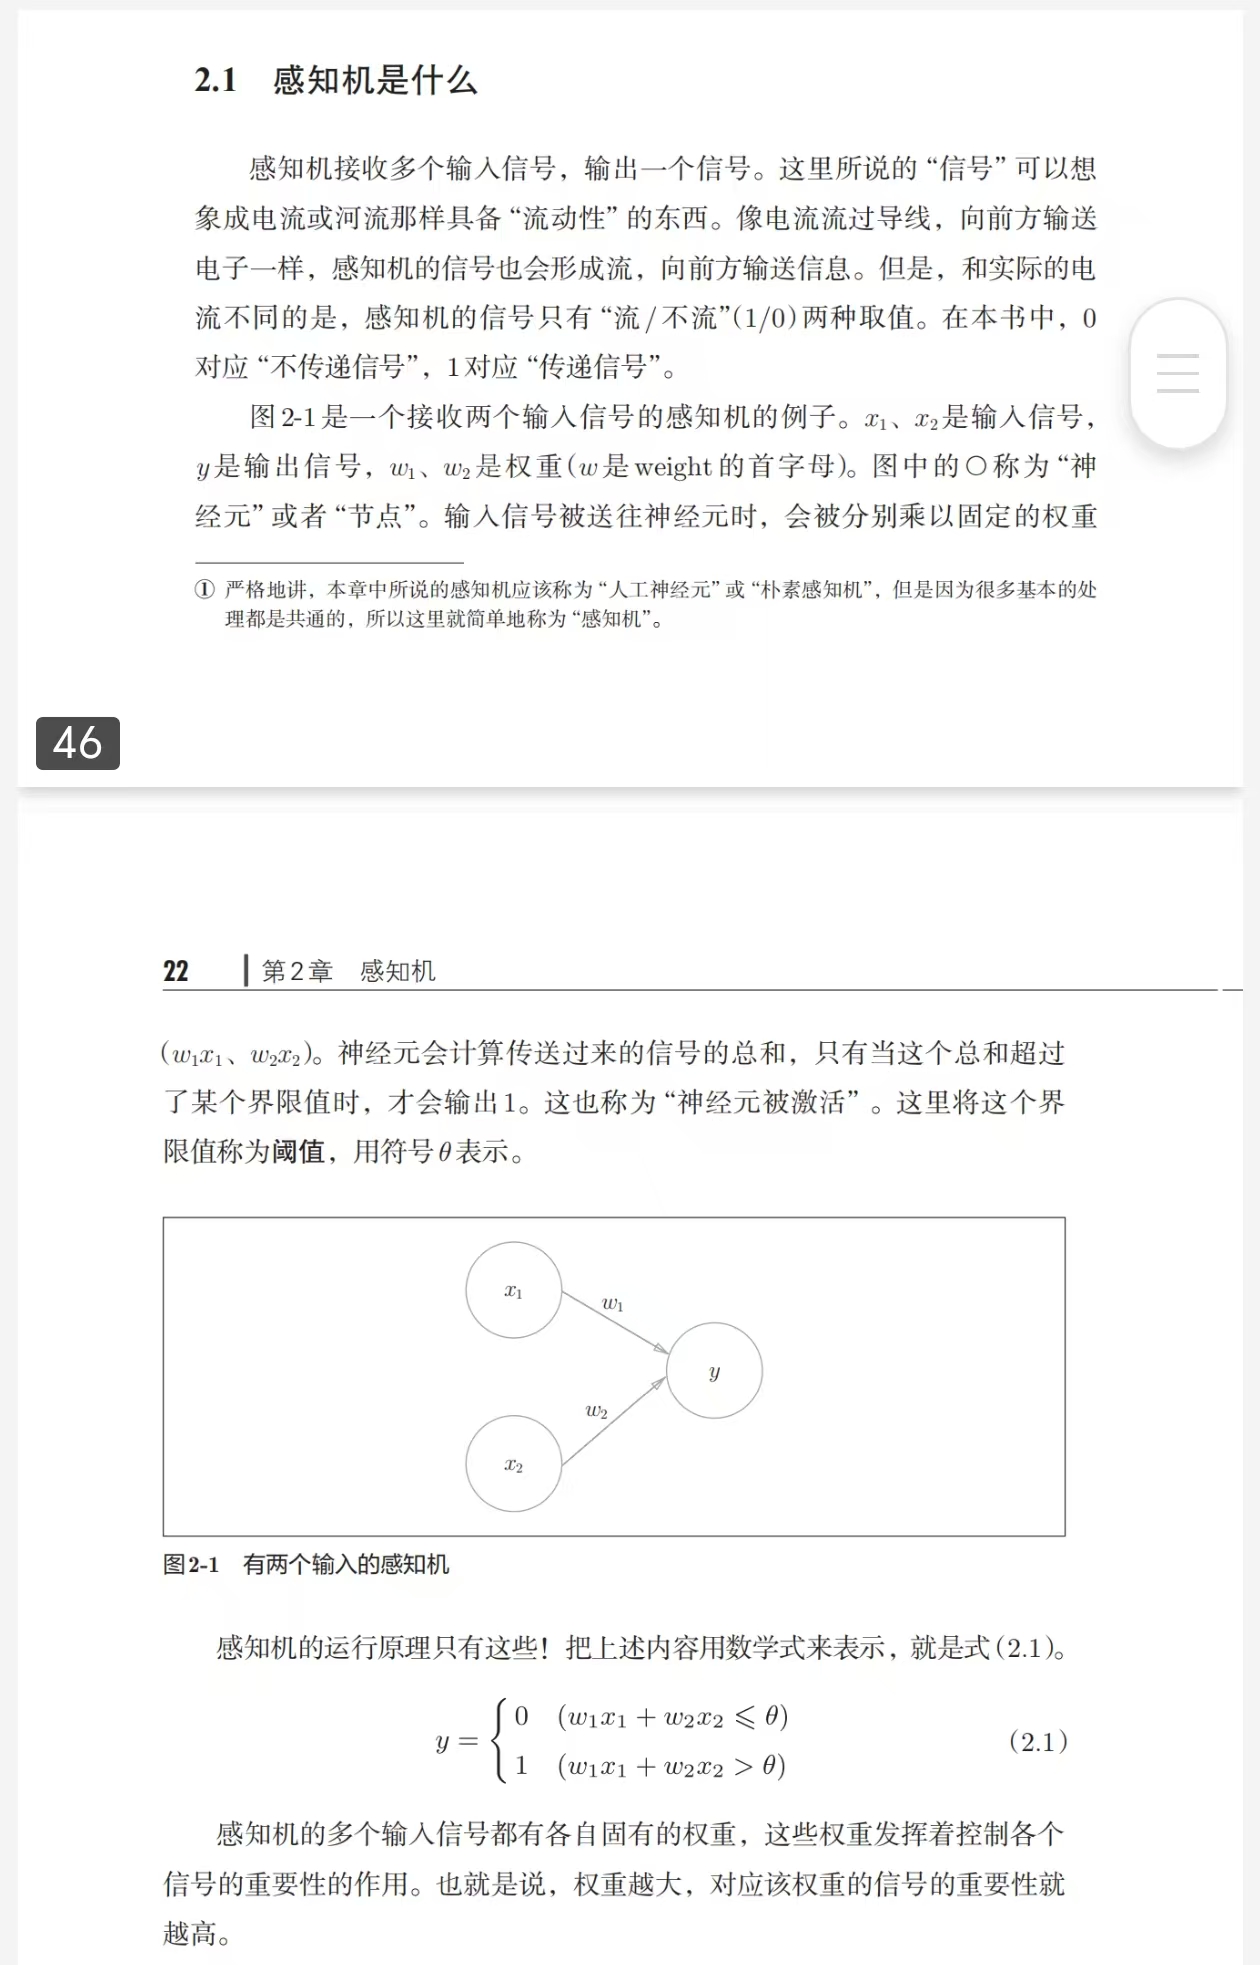 2.1 感知机是什么
感知机接收多个输入信号，输出一个信号。这里所说的“信号”可以想
象成电流或河流那样具备“流动性”的东西。像电流流过导线，向前方输送
电子一样，感知机的信号也会形成流，向前方输送信息。但是，和实际的电
流不同的是，感知机的信号只有“流/不流”(1/0)两种取值。在本书中，0
对应“不传递信号”，1对应“传递信号”。
图2-1是一个接收两个输入信号的感知机的例子。x₁、x₂是输入信号，
y是输出信号，w₁、w₂是权重(w是weight的首字母)。图中的○称为“神
经元”或者“节点”。输入信号被送往神经元时，会被分别乘以固定的权重
① 严格地讲，本章中所说的感知机应该称为“人工神经元”或“朴素感知机”，但是因为很多基本的处
理都是共通的，所以这里就简单地称为“感知机”。
46
22 第2章 感知机
(w₁x₁、w₂x₂)。神经元会计算传送过来的信号的总和，只有当这个总和超过
了某个界限值时，才会输出1。这也称为“神经元被激活”。这里将这个界
限值称为阈值，用符号θ表示。
x₁
w₁
y
w₂
x₂
图2-1 有两个输入的感知机
感知机的运行原理只有这些！把上述内容用数学式来表示，就是式(2.1)。
y = { 0 (w₁x₁ + w₂x₂ ⩽ θ)
1 (w₁x₁ + w₂x₂ > θ)
(2.1)
感知机的多个输入信号都有各自固有的权重，这些权重发挥着控制各个
信号的重要性的作用。也就是说，权重越大，对应该权重的信号的重要性就
越高。